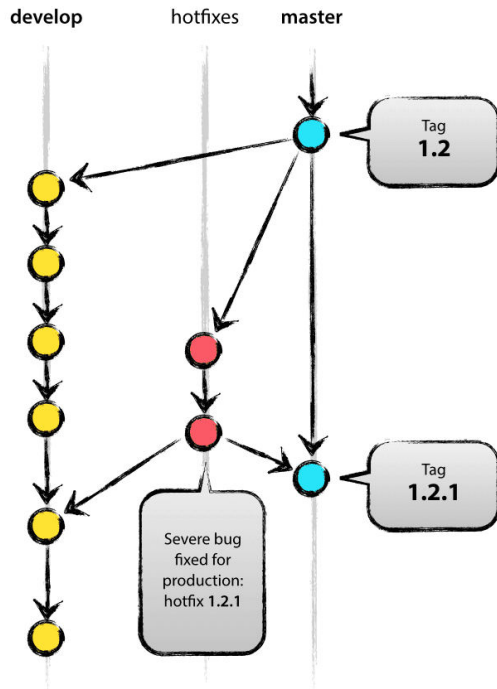 develop
hotfixes
master
Tag
1.2
Tag
1.2.1
Severe bug
fixed for
production:
hotfix 1.2.1